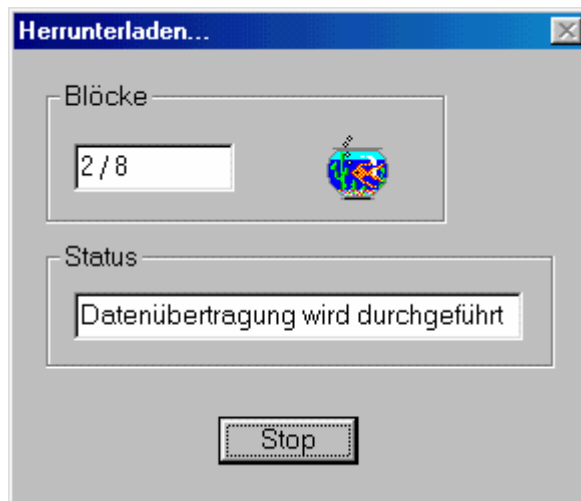 Herrunterladen...
Blöcke
2 / 8
Status
Datenübertragung wird durchgeführt
Stop